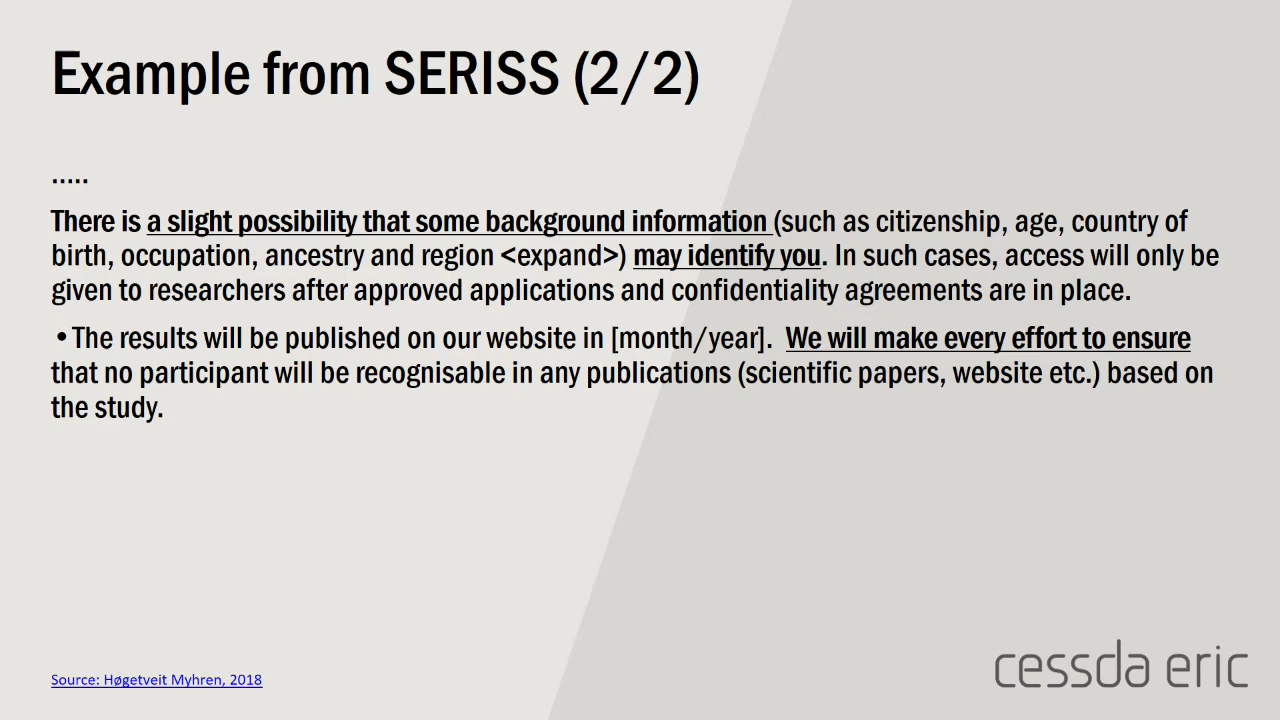 Example from SERISS (2/2)
.....
There is a slight possibility that some background information (such as citizenship, age, country of
birth, occupation, ancestry and region <expand>) may identify you. In such cases, access will only be
given to researchers after approved applications and confidentiality agreements are in place.
•The results will be published on our website in [month/year].  We will make every effort to ensure
that no participant will be recognisable in any publications (scientific papers, website etc.) based on
the study.
Source: Høgetveit Myhren, 2018
cessda eric